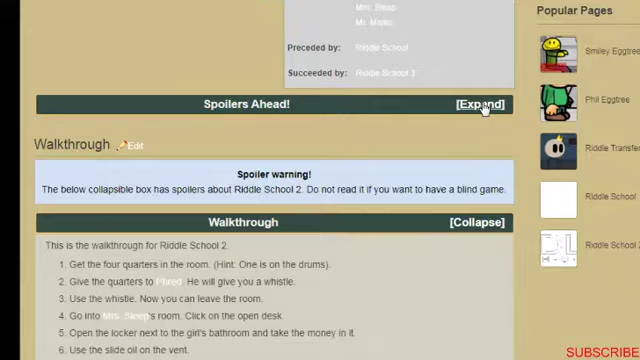 Mrs. Sleep
Mr. Maddz
Preceded by: Riddle School
Succeeded by: Riddle School 3
Popular Pages
Smiley Eggtree
Phil Eggtree
Riddle Transfer
Riddle School
Riddle School 2
Spoilers Ahead! [Expand]
Walkthrough Edit
Spoiler warning!
The below collapsible box has spoilers about Riddle School 2. Do not read it if you want to have a blind game.
Walkthrough [Collapse]
This is the walkthrough for Riddle School 2.
1. Get the four quarters in the room. (Hint: One is on the drums).
2. Give the quarters to Phred. He will give you a whistle.
3. Use the whistle. Now you can leave the room.
4. Go into Mrs. Sleep's room. Click on the open desk.
5. Open the locker next to the girl's bathroom and take the money in it.
6. Use the slide oil on the vent.
SUBSCRIBE